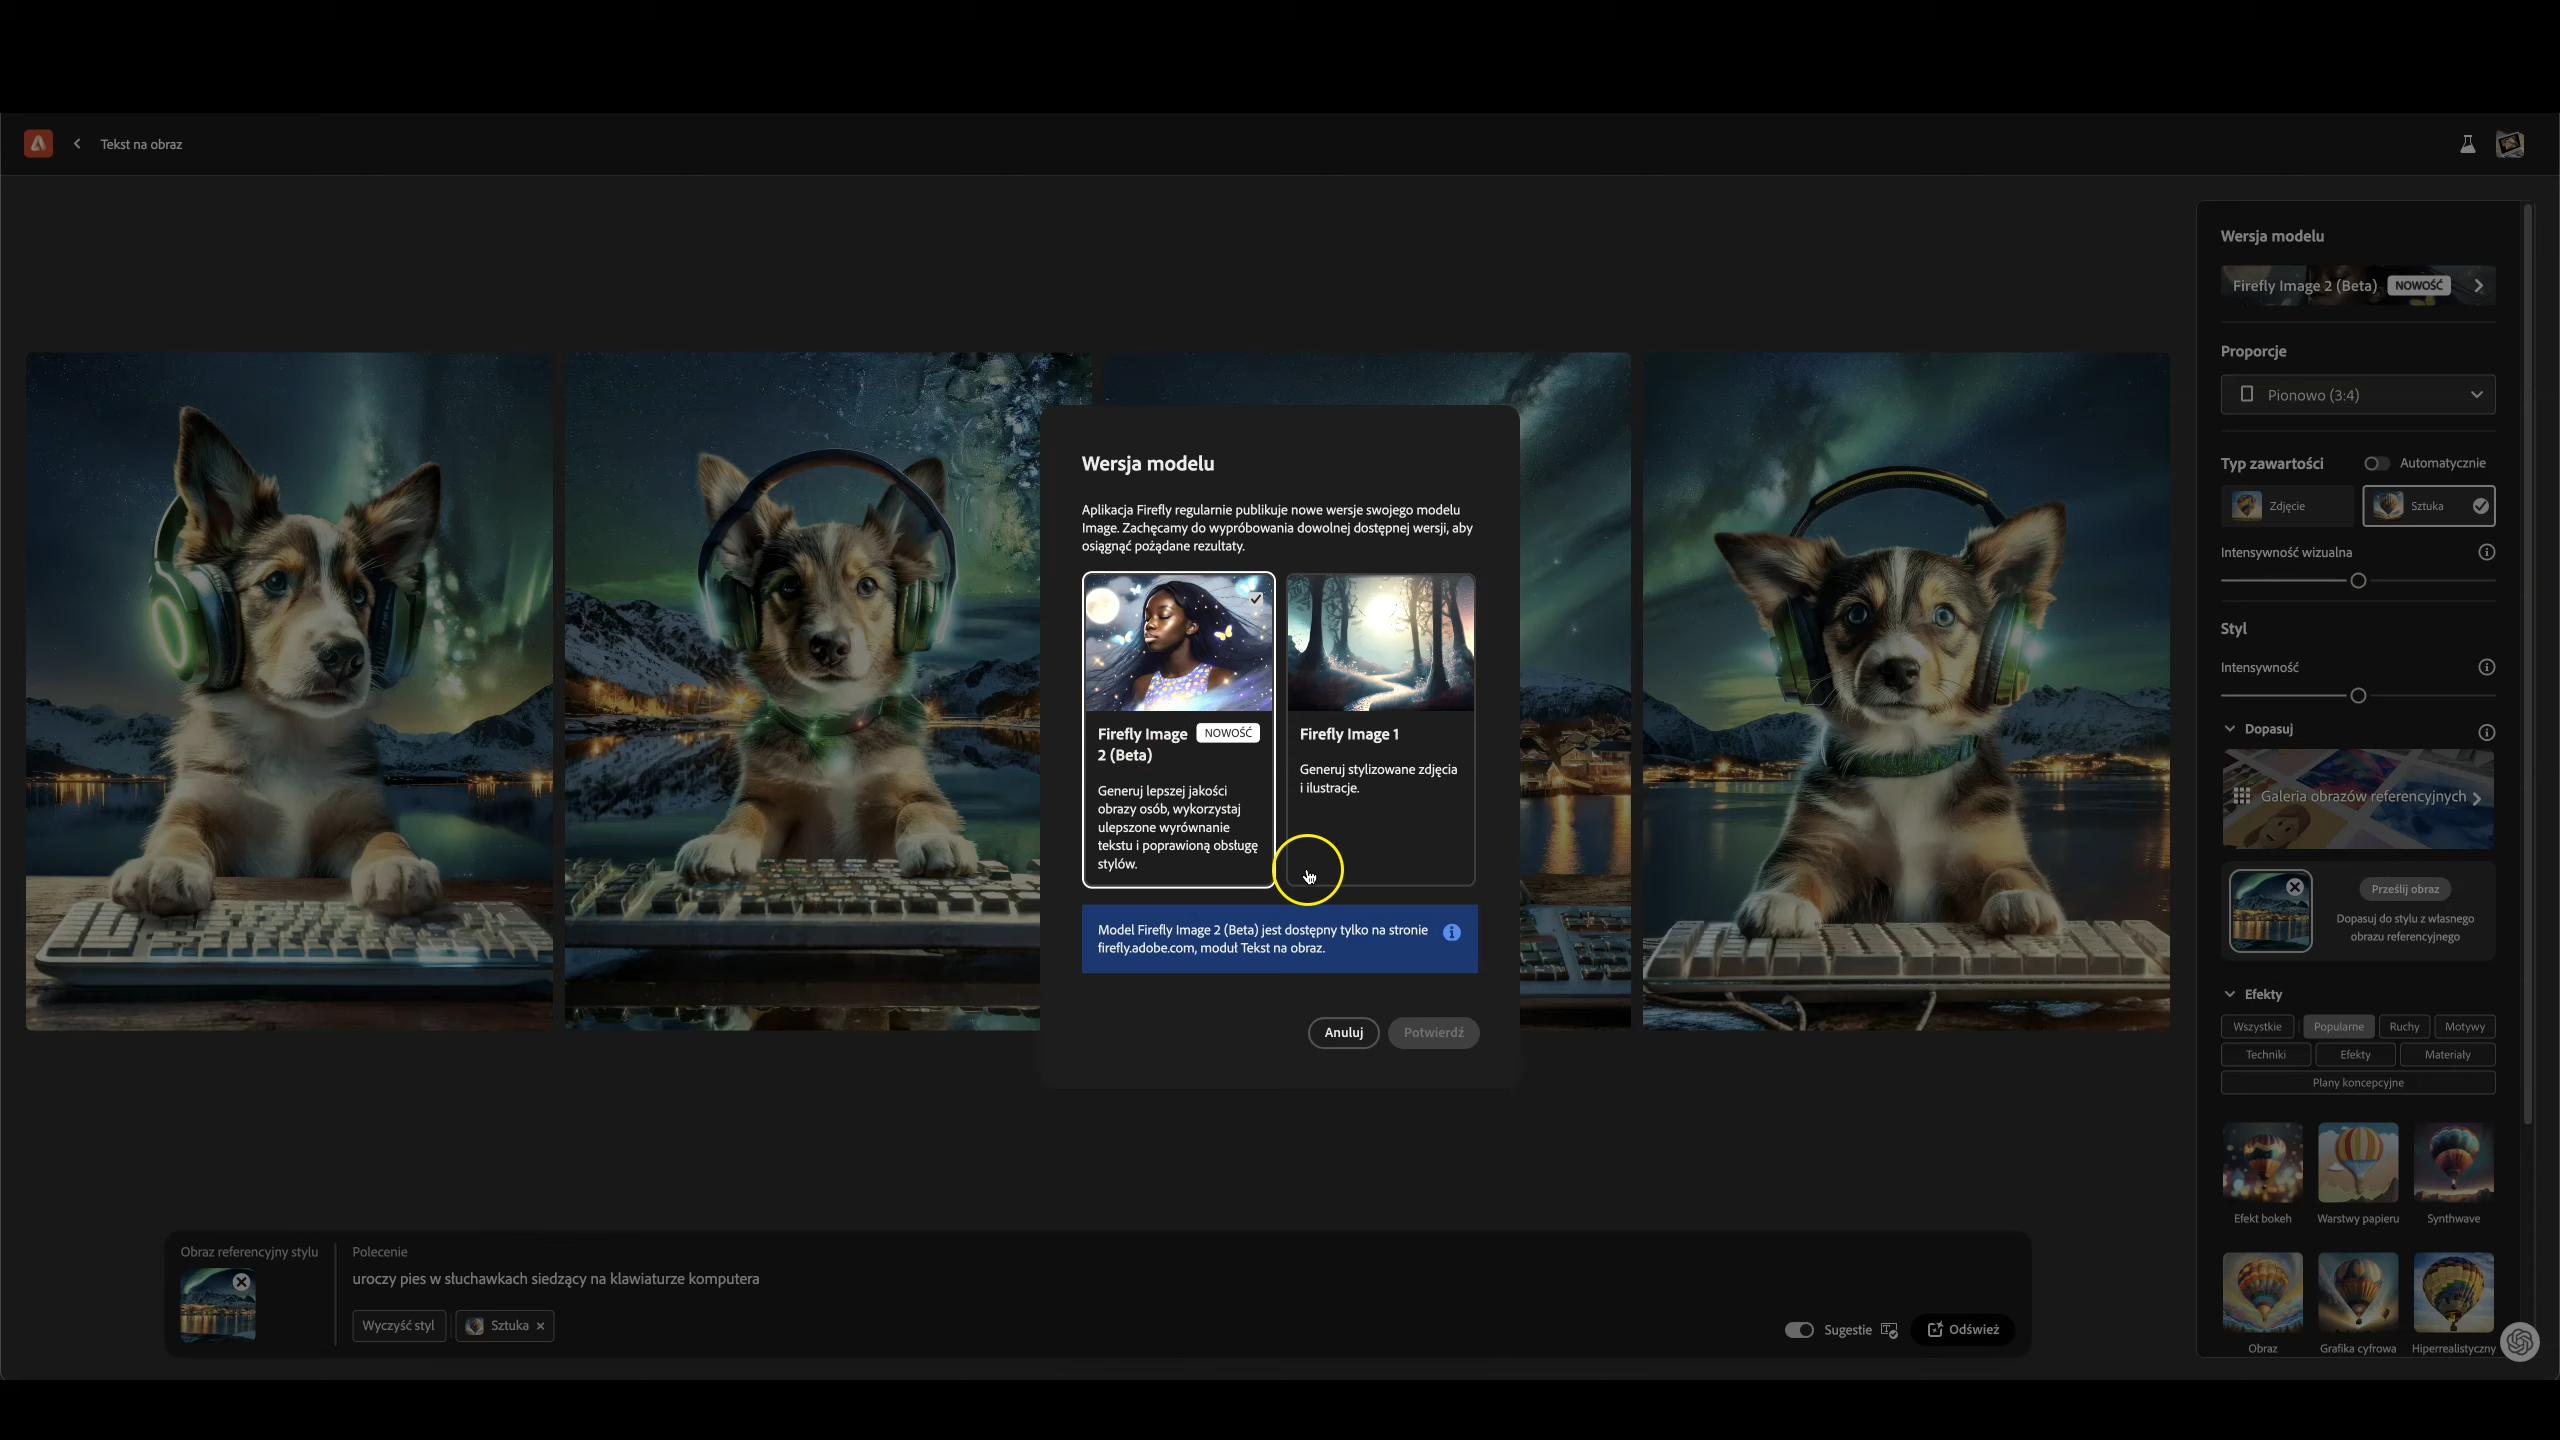 Tekst na obraz
Wersja modelu
Firefly Image 2 (Beta) NOWOŚĆ
Proporcje
Pionowo (3:4)
Typ zawartości Automatycznie
Zdjęcie Sztuka
Intensywność wizualna
Styl
Intensywność
Dopasuj
Galeria obrazów referencyjnych
Prześlij obraz
Dopasuj do stylu z własnego
obrazu referencyjnego
Efekty
Wszystkie Popularne Ruchy Motywy
Techniki Efekty Materiały
Plany koncepcyjne
Efekt bokeh Warstwy papieru Synthwave
Obraz Grafika cyfrowa Hiperrealistyczny
Wersja modelu
Aplikacja Firefly regularnie publikuje nowe wersje swojego modelu
Image. Zachęcamy do wypróbowania dowolnej dostępnej wersji, aby
osiągnąć pożądane rezultaty.
Firefly Image NOWOŚĆ
2 (Beta)
Generuj lepszej jakości
obrazy osób, wykorzystaj
ulepszone wyrównanie
tekstu i poprawioną obsługę
stylów.
Firefly Image 1
Generuj stylizowane zdjęcia
i ilustracje.
Model Firefly Image 2 (Beta) jest dostępny tylko na stronie
firefly.adobe.com, moduł Tekst na obraz.
Anuluj Potwierdź
Obraz referencyjny stylu
Polecenie
uroczy pies w słuchawkach siedzący na klawiaturze komputera
Wyczyść styl Sztuka
Sugestie Odśwież